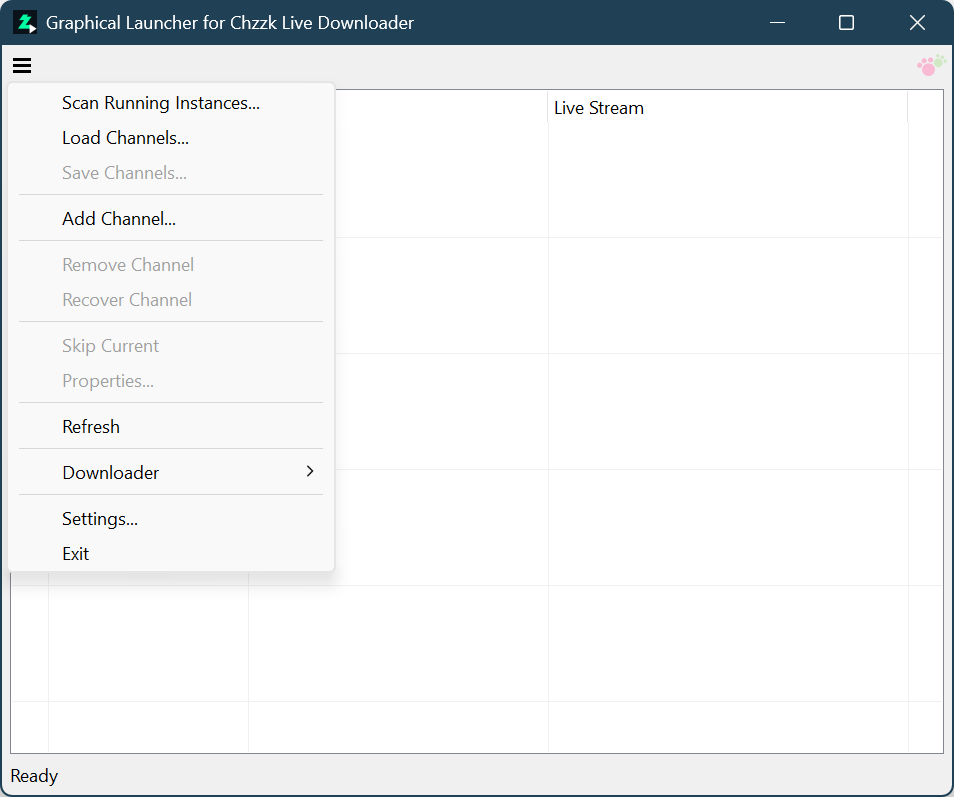 Graphical Launcher for Chzzk Live Downloader
Live Stream
Scan Running Instances...
Load Channels...
Save Channels...
Add Channel...
Remove Channel
Recover Channel
Skip Current
Properties...
Refresh
Downloader
Settings...
Exit
Ready